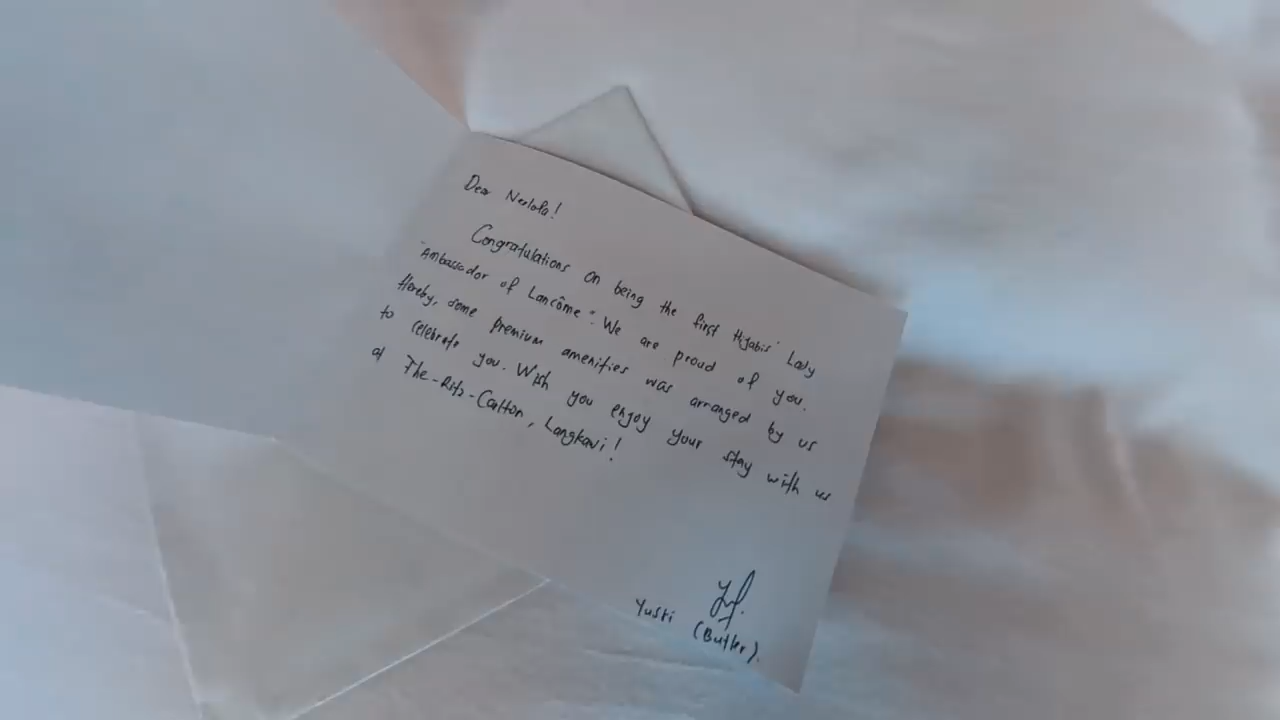 Dear Neelofa!
Congratulations on being the first Hijabis' Lady
"Ambassador of Lancôme". We are proud of you.
Hereby, some premium amenities was arranged by us
to celebrate you. Wish you enjoy your stay with us
at The-Ritz-Carlton, Langkawi!
Yusri (Butler).